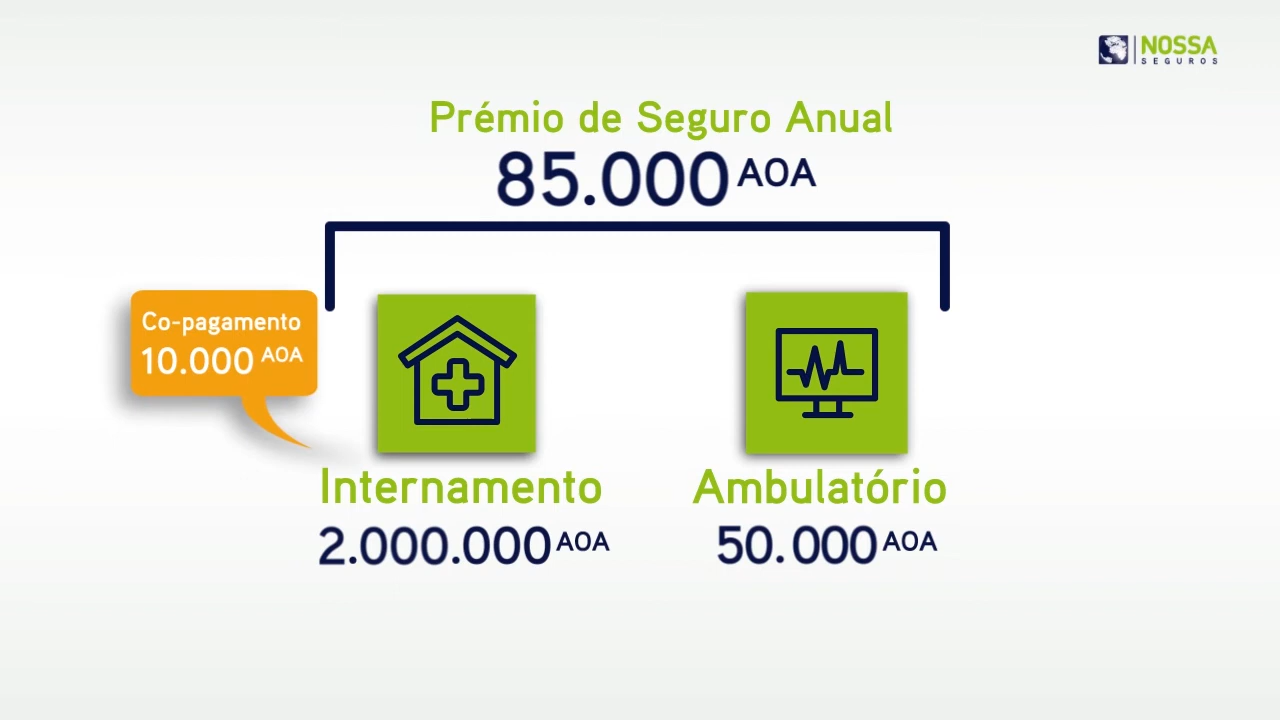 NOSSA
SEGUROS
Prémio de Seguro Anual
85.000 AOA
Co-pagamento
10.000 AOA
Internamento
2.000.000 AOA
Ambulatório
50.000 AOA